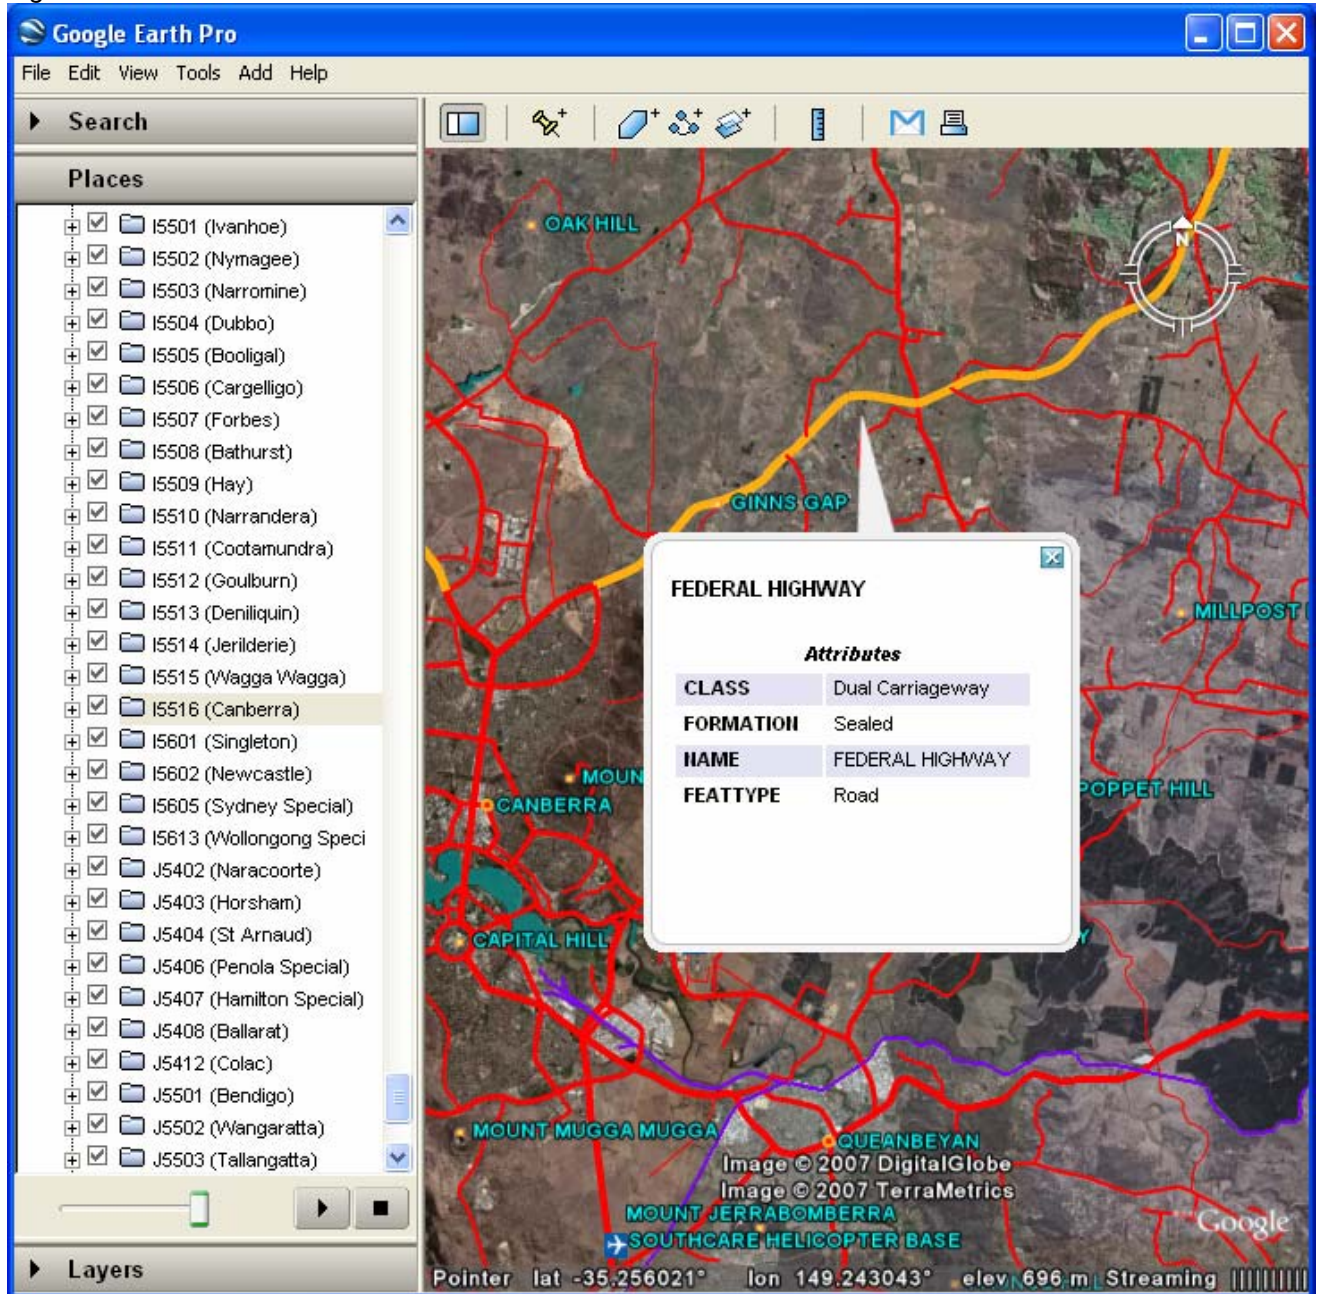 Google Earth Pro
File Edit View Tools Add Help
Search
Places
I5501 (Ivanhoe)
I5502 (Nymagee)
I5503 (Narromine)
I5504 (Dubbo)
I5505 (Booligal)
I5506 (Cargelligo)
I5507 (Forbes)
I5508 (Bathurst)
I5509 (Hay)
I5510 (Narrandera)
I5511 (Cootamundra)
I5512 (Goulburn)
I5513 (Deniliquin)
I5514 (Jerilderie)
I5515 (Wagga Wagga)
I5516 (Canberra)
I5601 (Singleton)
I5602 (Newcastle)
I5605 (Sydney Special)
I5613 (Wollongong Speci
J5402 (Naracoorte)
J5403 (Horsham)
J5404 (St Arnaud)
J5406 (Penola Special)
J5407 (Hamilton Special)
J5408 (Ballarat)
J5412 (Colac)
J5501 (Bendigo)
J5502 (Wangaratta)
J5503 (Tallangatta)
Layers
N
OAK HILL
GINNS GAP
MILLPOST
FEDERAL HIGHWAY
Attributes
CLASS Dual Carriageway
FORMATION Sealed
NAME FEDERAL HIGHWAY
FEATTYPE Road
MOUN
POPPET HILL
CANBERRA
CAPITAL HILL
Y
MOUNT MUGGA MUGGA
QUEANBEYAN
Image © 2007 DigitalGlobe
Image © 2007 TerraMetrics
MOUNT JERRABOMBERRA
Google
SOUTHCARE HELICOPTER BASE
Pointer lat -35.256021° lon 149.243043° elev 696 m Streaming ||||||||||